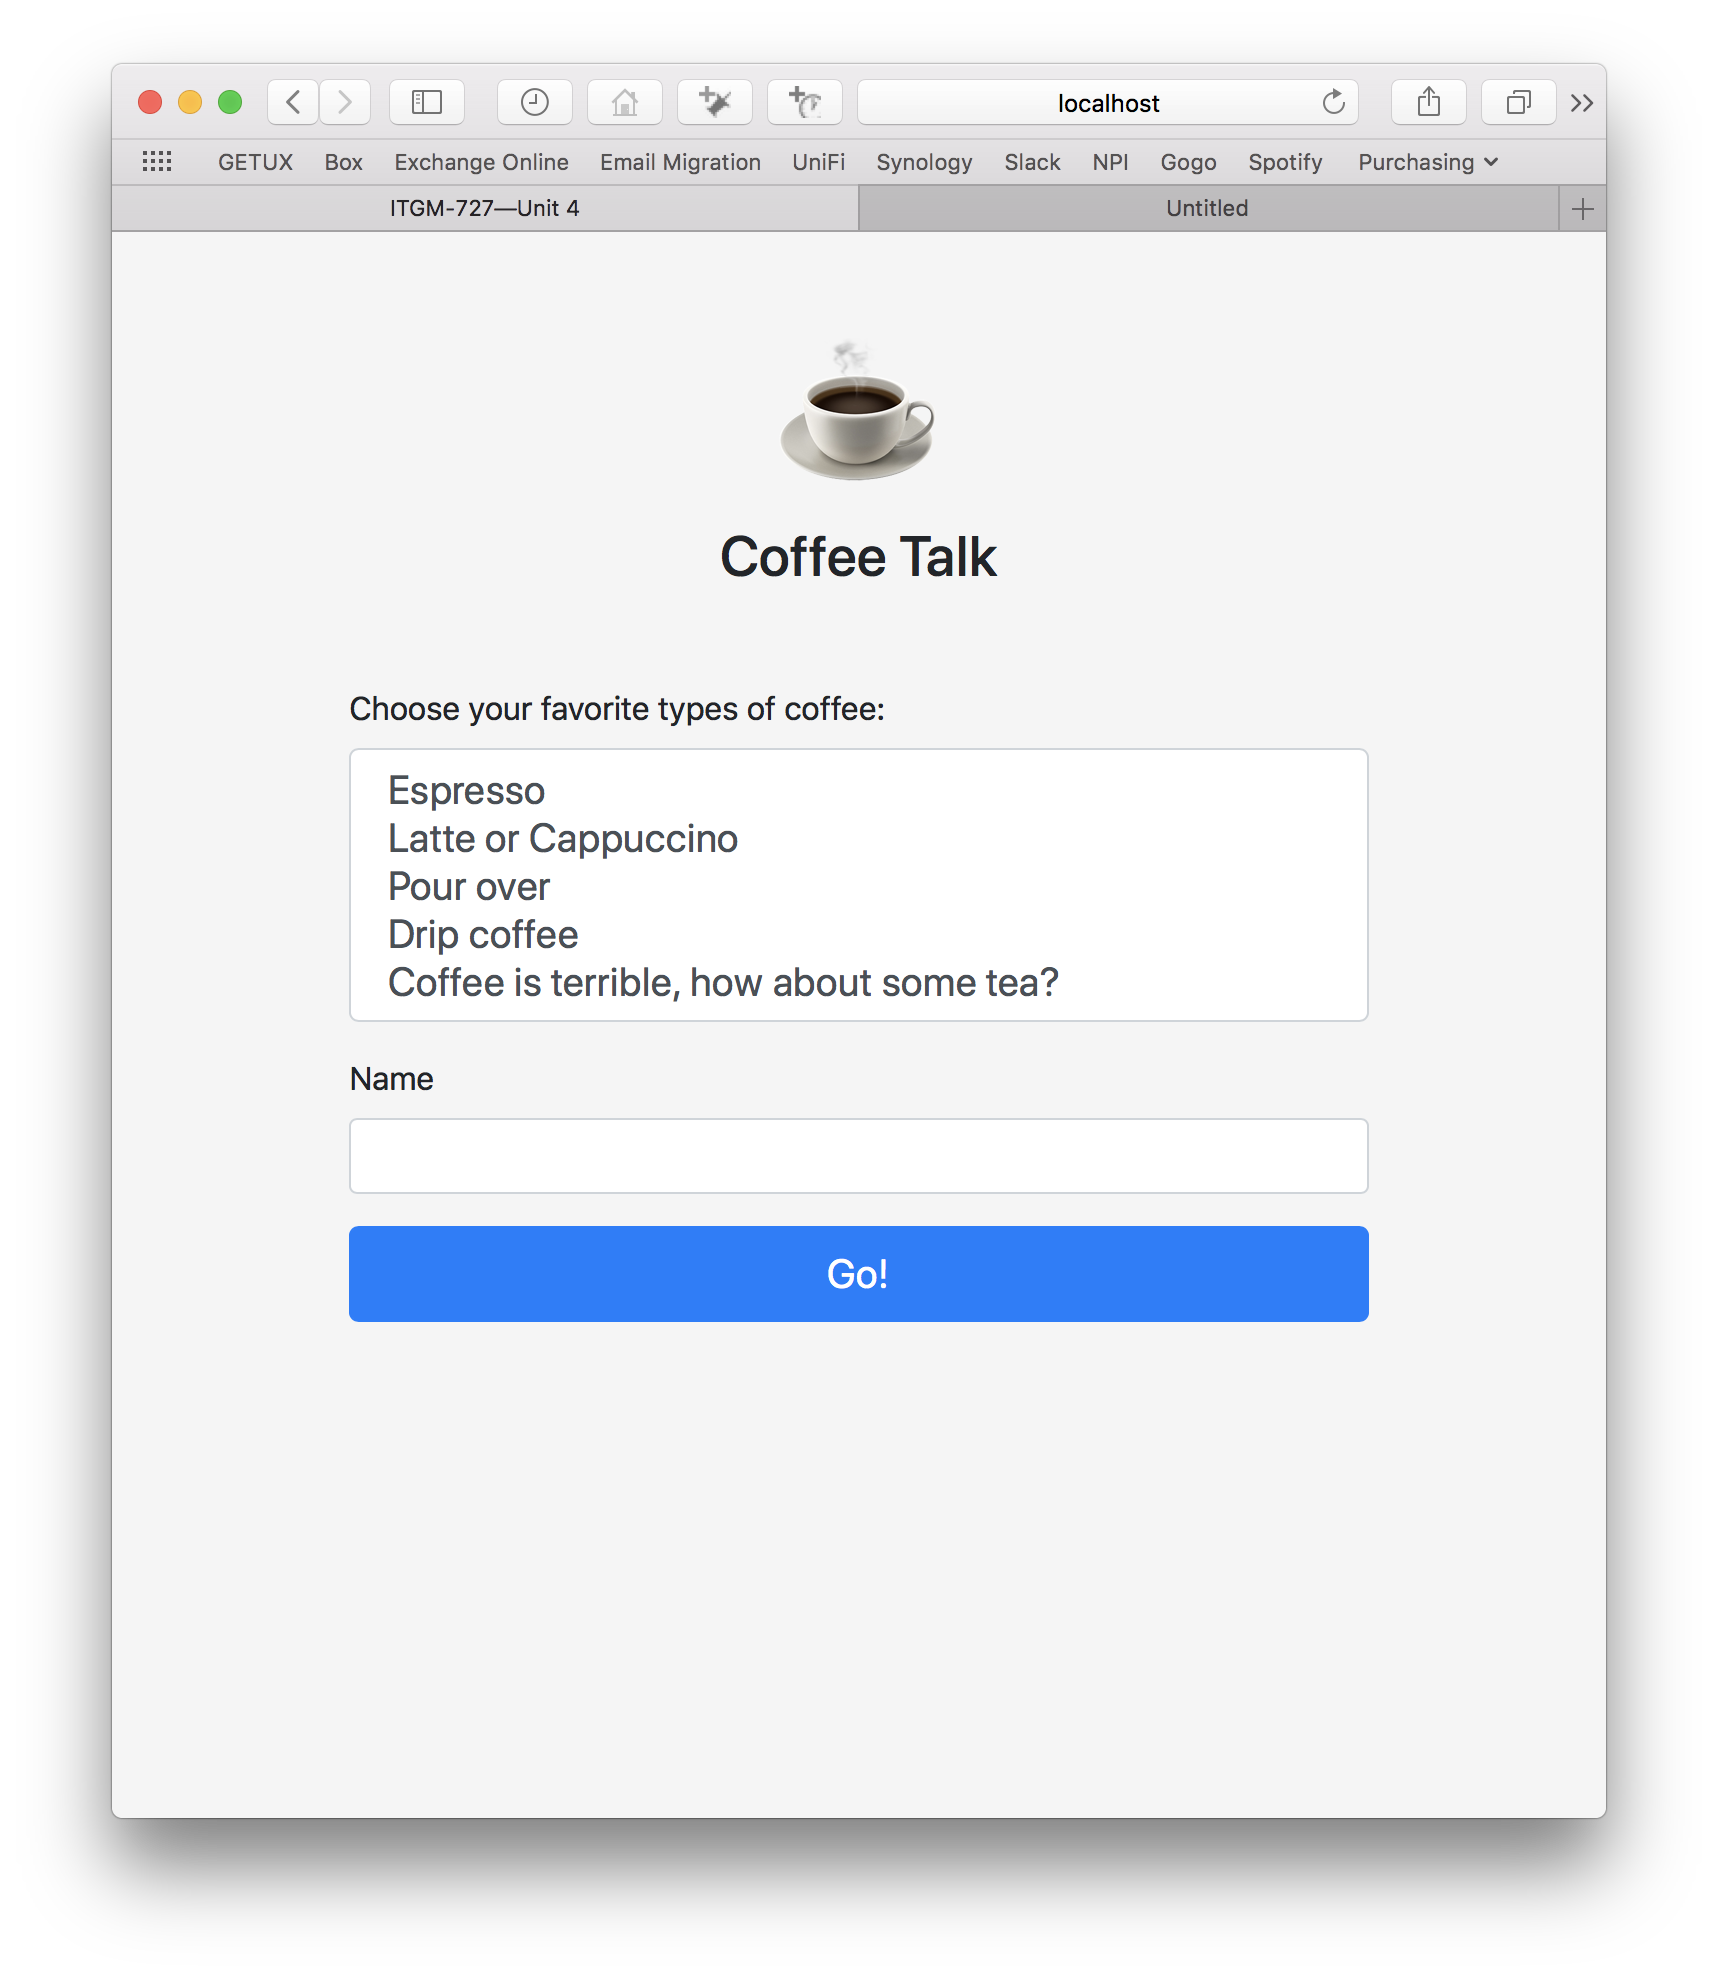 localhost
GETUX Box Exchange Online Email Migration UniFi Synology Slack NPI Gogo Spotify Purchasing
ITGM-727—Unit 4 Untitled
Coffee Talk
Choose your favorite types of coffee:
Espresso
Latte or Cappuccino
Pour over
Drip coffee
Coffee is terrible, how about some tea?
Name
Go!